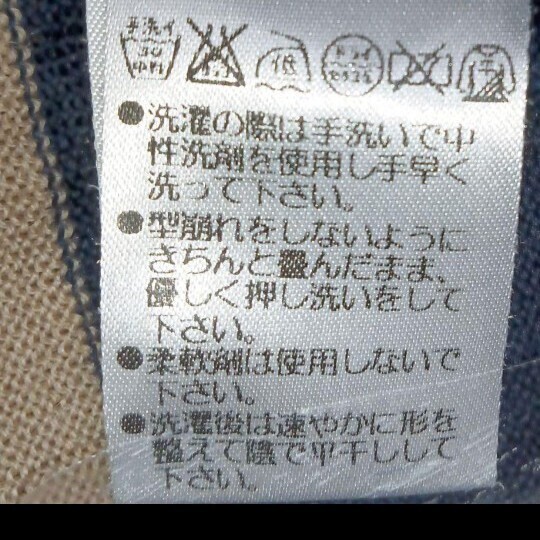 手洗イ 30 中性
低
ドライ セキユ系
●洗濯の際は手洗いで中
性洗剤を使用し手早く
洗って下さい。
●型崩れをしないように
きちんと畳んだまま、
優しく押し洗いをして
下さい。
●柔軟剤は使用しないで
下さい。
●洗濯後は速やかに形を
整えて陰で平干しして
下さい。